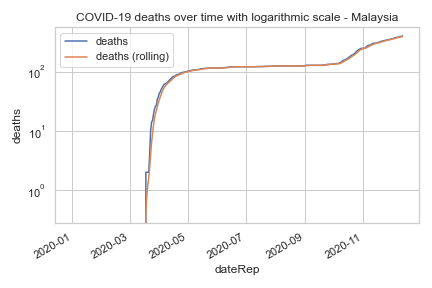 COVID-19 deaths over time with logarithmic scale - Malaysia
deaths
deaths (rolling)
10²
10¹
10⁰
deaths
2020-01
2020-03
2020-05
2020-07
2020-09
2020-11
dateRep